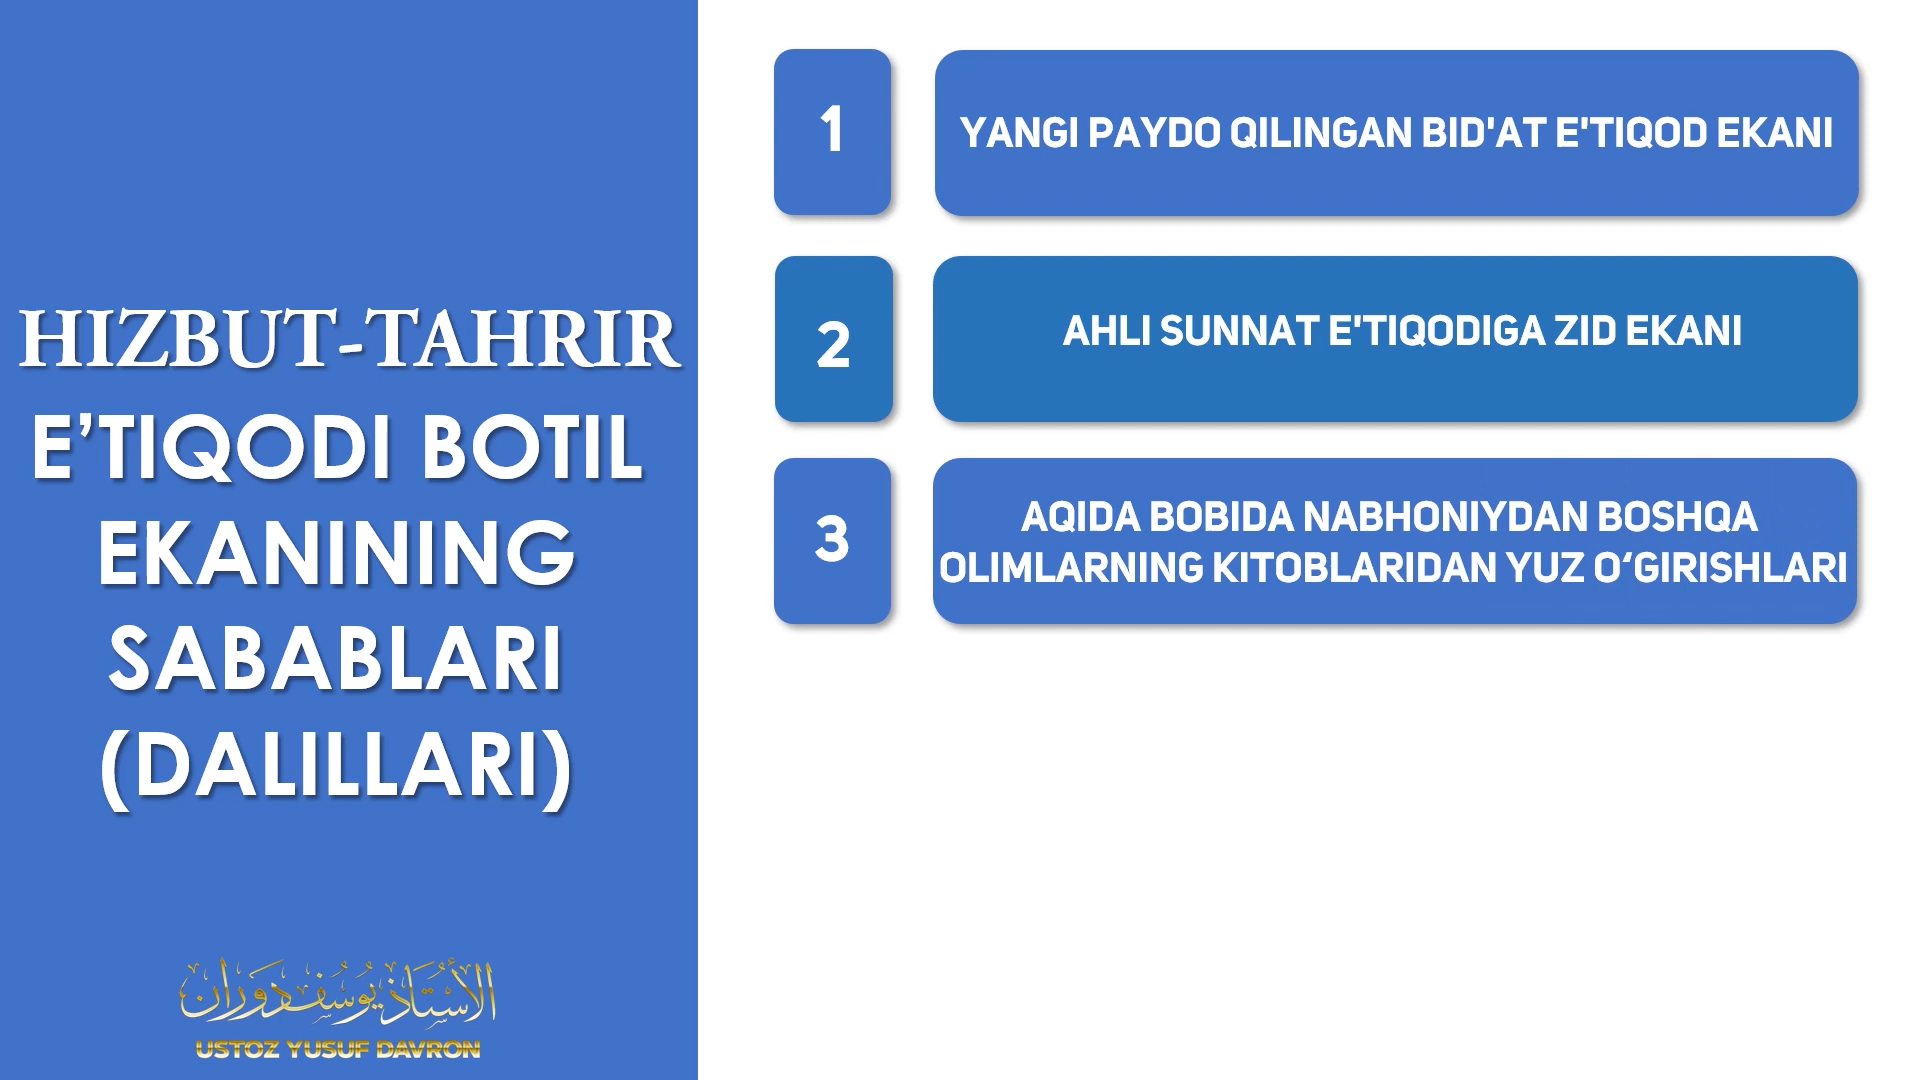 HIZBUT-TAHRIR
E’TIQODI BOTIL
EKANINING
SABABLARI
(DALILLARI)
الأستاذ يوسف دوران
USTOZ YUSUF DAVRON
1
YANGI PAYDO QILINGAN BID'AT E'TIQOD EKANI
2
AHLI SUNNAT E'TIQODIGA ZID EKANI
3
AQIDA BOBIDA NABHONIYDAN BOSHQA
OLIMLARNING KITOBLARIDAN YUZ O‘GIRISHLARI